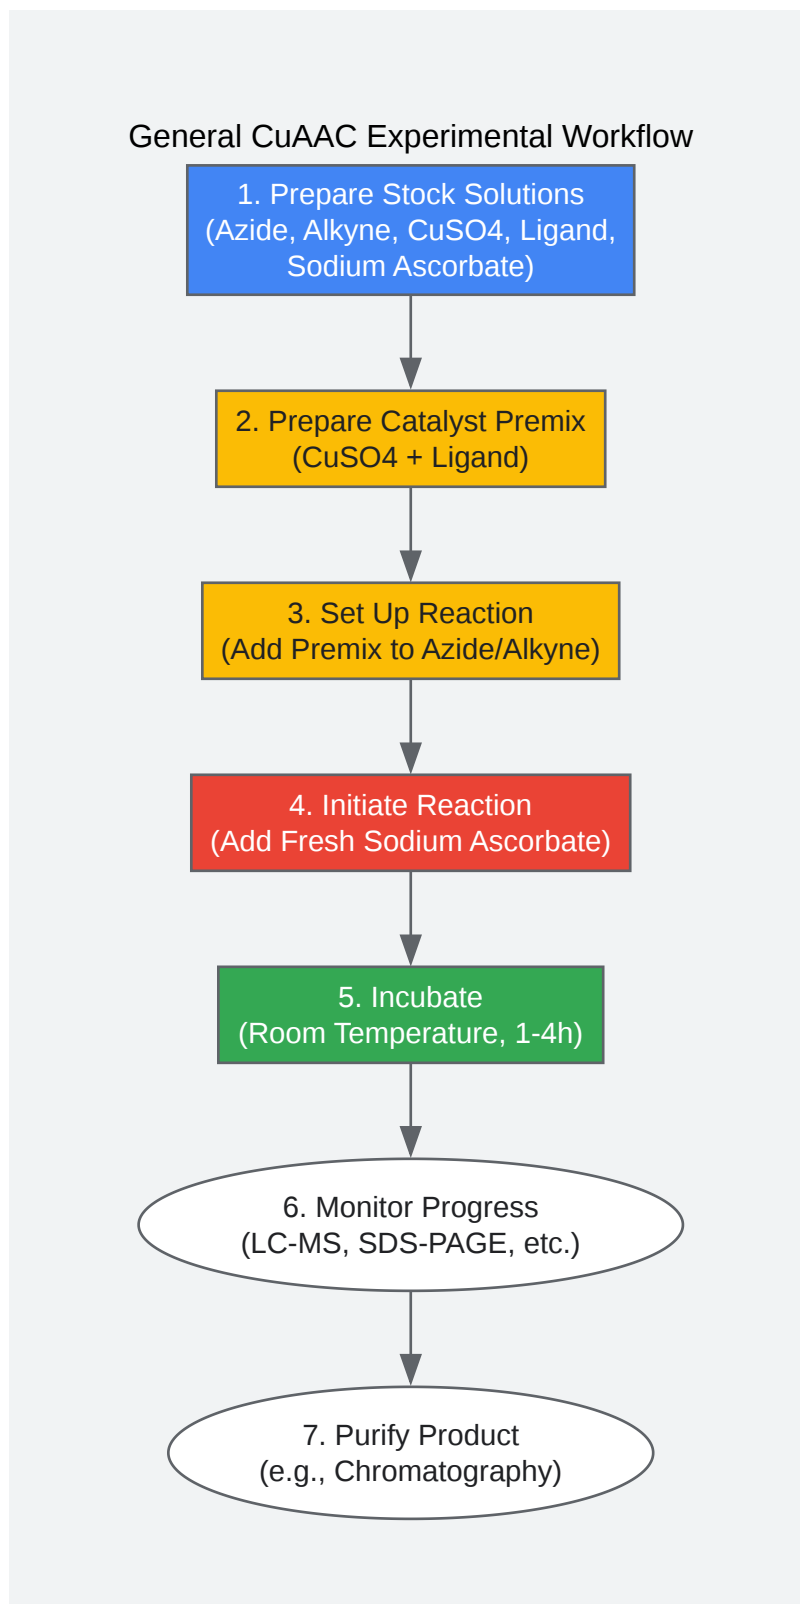 General CuAAC Experimental Workflow
1. Prepare Stock Solutions
(Azide, Alkyne, CuSO4, Ligand,
Sodium Ascorbate)
2. Prepare Catalyst Premix
(CuSO4 + Ligand)
3. Set Up Reaction
(Add Premix to Azide/Alkyne)
4. Initiate Reaction
(Add Fresh Sodium Ascorbate)
5. Incubate
(Room Temperature, 1-4h)
6. Monitor Progress
(LC-MS, SDS-PAGE, etc.)
7. Purify Product
(e.g., Chromatography)